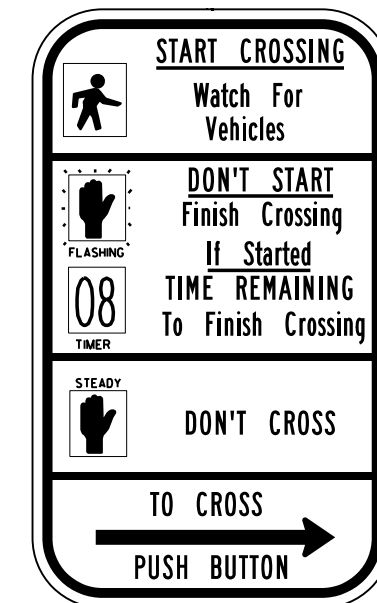 START CROSSING
Watch For
Vehicles
DON'T START
Finish Crossing
FLASHING
If Started
08
TIME REMAINING
To Finish Crossing
TIMER
STEADY
DON'T CROSS
TO CROSS
PUSH BUTTON